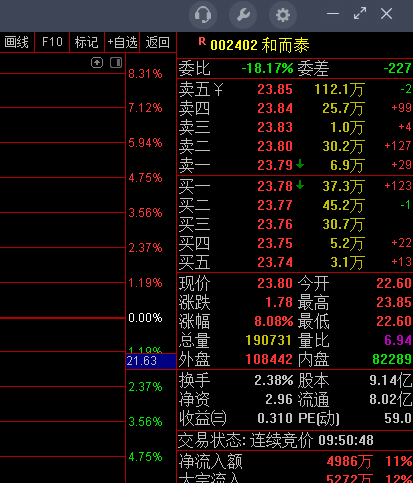 画线 F10 标记 +自选 返回
R 002402 和而泰
委比 -18.17% 委差 -227
卖五¥ 23.85 112.1万 -2
卖四 23.84 25.7万 +99
卖三 23.83 1.0万 +4
卖二 23.80 30.2万 +127
卖一 23.79 6.9万 +29
买一 23.78 37.3万 +123
买二 23.77 45.2万 -1
买三 23.76 30.7万
买四 23.75 5.2万 +22
买五 23.74 3.1万 +13
现价 23.80 今开 22.60
涨跌 1.78 最高 23.85
涨幅 8.08% 最低 22.60
总量 190731 量比 6.94
外盘 108442 内盘 82289
换手 2.38% 股本 9.14亿
净资 2.96 流通 8.02亿
收益㈢ 0.310 PE(动) 59.0
交易状态: 连续竞价 09:50:48
净流入额 4986万 11%
大宗流入 5272万 12%
8.31%
7.12%
5.94%
4.75%
3.56%
2.37%
1.19%
0.00%
1.19%
21.63
2.37%
3.56%
4.75%